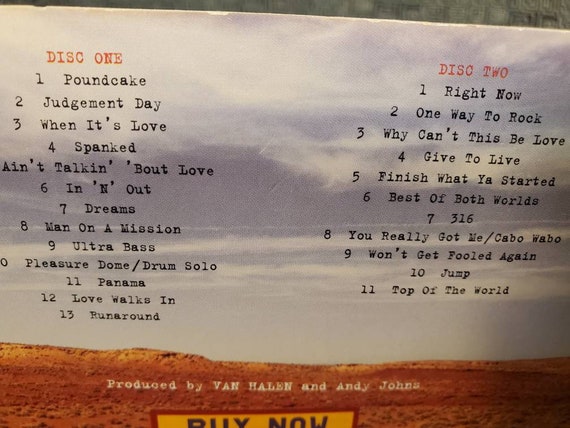 DISC ONE
1 Poundcake
2 Judgement Day
3 When It's Love
4 Spanked
Ain't Talkin' 'Bout Love
6 In 'N' Out
7 Dreams
8 Man On A Mission
9 Ultra Bass
0 Pleasure Dome/Drum Solo
11 Panama
12 Love Walks In
13 Runaround
DISC TWO
1 Right Now
2 One Way To Rock
3 Why Can't This Be Love
4 Give To Live
5 Finish What Ya Started
6 Best Of Both Worlds
7 316
8 You Really Got Me/Cabo Wabo
9 Won't Get Fooled Again
10 Jump
11 Top Of The World
Produced by VAN HALEN and Andy Johns
BUY NOW